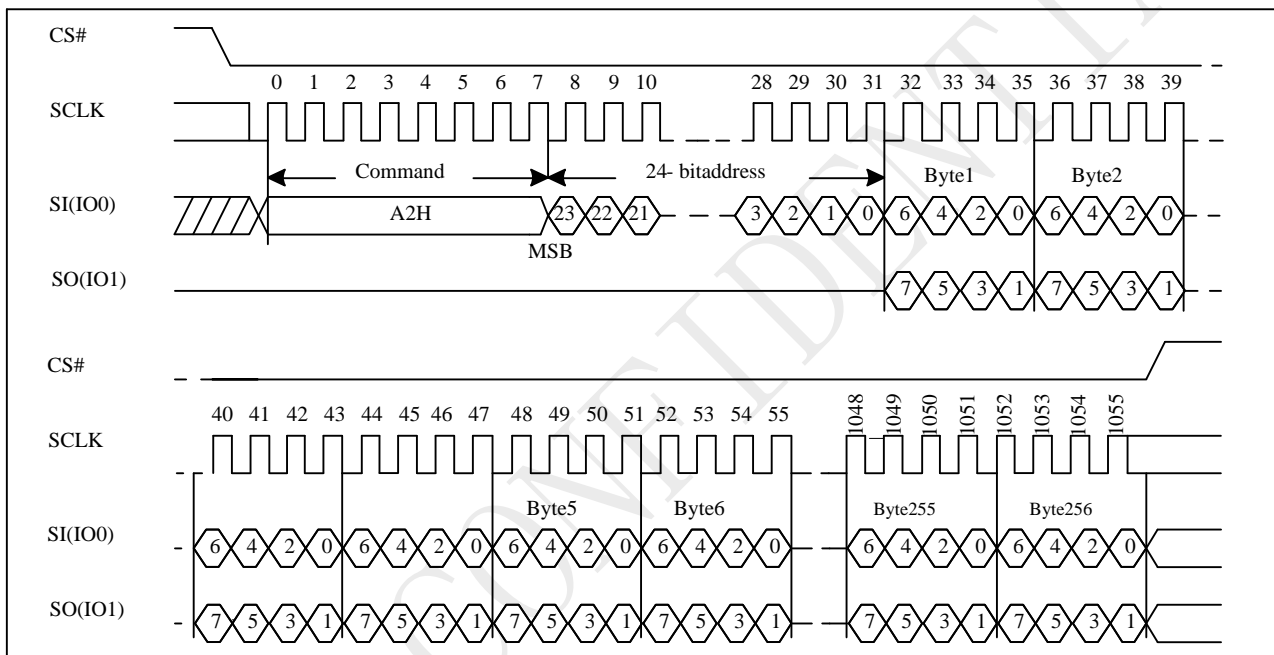 CS#
0 1 2 3 4 5 6 7 8 9 10 28 29 30 31 32 33 34 35 36 37 38 39
SCLK
Command 24- bitaddress Byte1 Byte2
SI(IO0) A2H 23 22 21 3 2 1 0 6 4 2 0 6 4 2 0
MSB
SO(IO1) 7 5 3 1 7 5 3 1
CS#
40 41 42 43 44 45 46 47 48 49 50 51 52 53 54 55 1048 1049 1050 1051 1052 1053 1054 1055
SCLK
Byte5 Byte6 Byte255 Byte256
SI(IO0) 6 4 2 0 6 4 2 0 6 4 2 0 6 4 2 0 6 4 2 0 6 4 2 0
SO(IO1) 7 5 3 1 7 5 3 1 7 5 3 1 7 5 3 1 7 5 3 1 7 5 3 1
CONFIDENTI